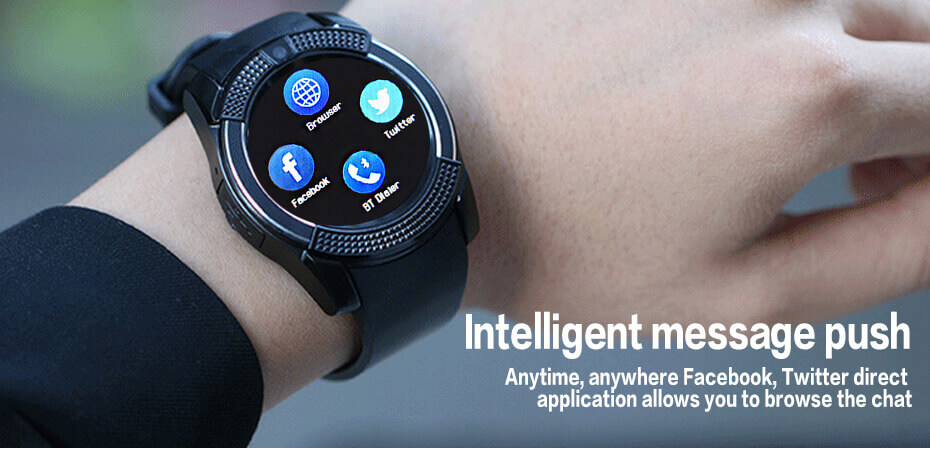 Browser
Twitter
Facebook
BT Dialer
Intelligent message push
Anytime, anywhere Facebook, Twitter direct
application allows you to browse the chat